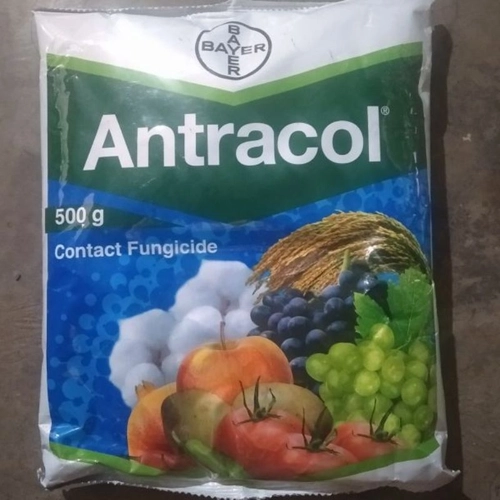 BAYER
BAYER
Antracol®
500 g
Contact Fungicide